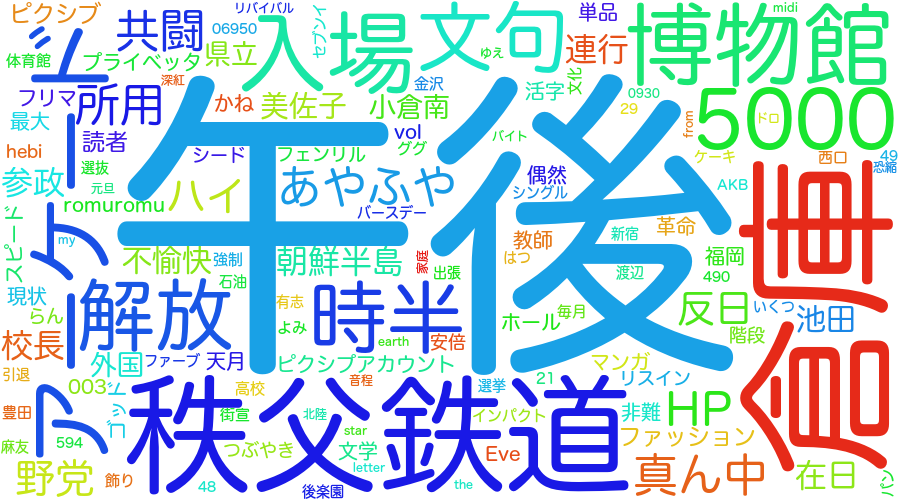 ピクシブ
共闘
06950
リバイバル
入場
セブンイ
文句
ゆえ
単品
連行
文化
博物館
midi
体育館
プライベッタ
県立
深紅
フリマ
所用
かね
美佐子
小倉南
活字
金沢
29
0930
from
5000
ドロ
最大
読者
シード
フェンリル
vol
ググ
バイト
偶然
ケーキ
西口
49
恐縮
hebi
選抜
参政
元旦
ハイ
あやふや
シングル
AKB
romuromu
バースデー
革命
午後
倉庫
スピード
アーケード
my
不愉快
強制
朝鮮半島
家庭
出張
教師
はつ
新宿
福岡
490
石油
渡辺
現状
らん
解放
有志
時半
よみ
earth
安倍
ホール
毎月
反日
いくつ
池田
階段
校長
外国
ファーブ
天月
ピクシブアカウント
マンガ
引退
003
ゴッド
高校
音程
選挙
21
リスイン
秩父鉄道
豊田
街宣
北陸
インパクト
非難
HP
麻友
594
つぶやき
star
文学
letter
Eve
ファッション
野党
飾り
48
後楽園
the
真ん中
在日
パン